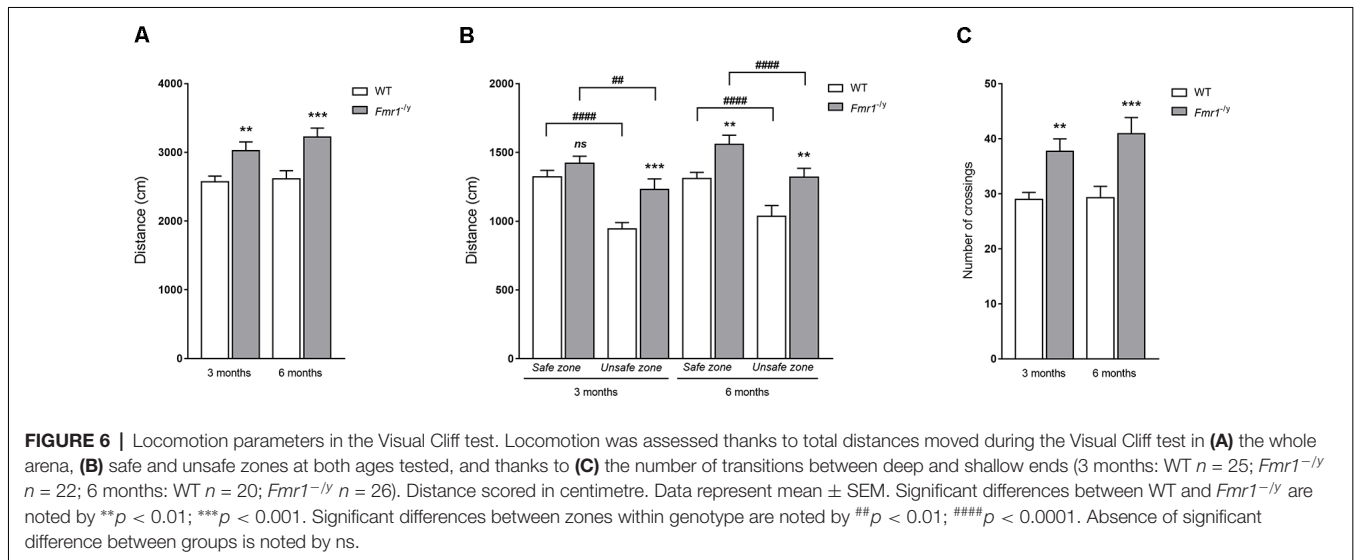 A
Distance (cm)
4000
3000
2000
1000
0
**
***
3 months
6 months
WT
Fmr1-/y
B
Distance (cm)
2000
1500
1000
500
0
####
##
ns
***
####
####
**
**
Safe zone
Unsafe zone
Safe zone
Unsafe zone
3 months
6 months
WT
Fmr1-/y
C
Number of crossings
50
40
30
20
10
0
**
***
3 months
6 months
WT
Fmr1-/y
FIGURE 6 | Locomotion parameters in the Visual Cliff test. Locomotion was assessed thanks to total distances moved during the Visual Cliff test in (A) the whole
arena, (B) safe and unsafe zones at both ages tested, and thanks to (C) the number of transitions between deep and shallow ends (3 months: WT n = 25; Fmr1−/y
n = 22; 6 months: WT n = 20; Fmr1−/y n = 26). Distance scored in centimetre. Data represent mean ± SEM. Significant differences between WT and Fmr1−/y are
noted by **p < 0.01; ***p < 0.001. Significant differences between zones within genotype are noted by ##p < 0.01; ####p < 0.0001. Absence of significant
difference between groups is noted by ns.